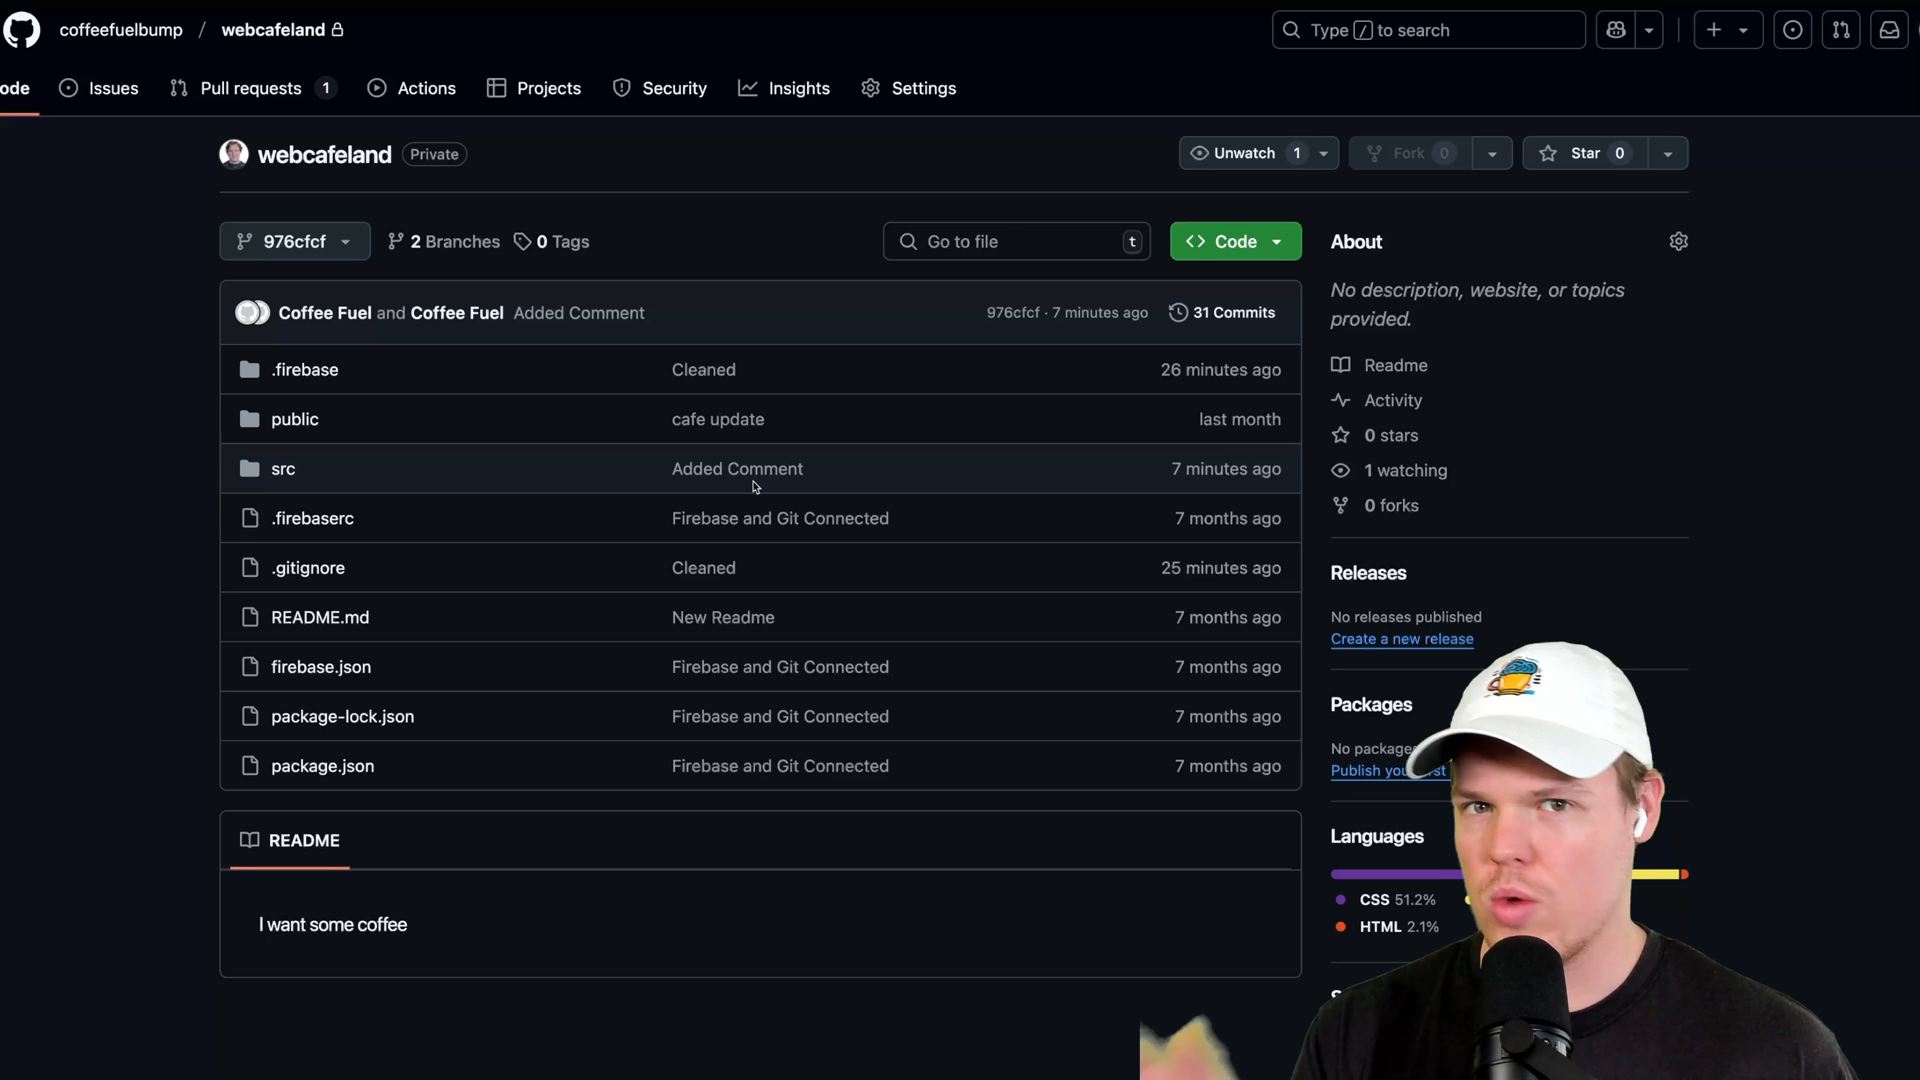 coffeefuelbump / webcafeland
Type / to search
ode
Issues
Pull requests 1
Actions
Projects
Security
Insights
Settings
webcafeland Private
Unwatch 1
Fork 0
Star 0
976cfcf
2 Branches
0 Tags
Go to file t
Code
Coffee Fuel and Coffee Fuel Added Comment 976cfcf · 7 minutes ago 31 Commits
.firebase Cleaned 26 minutes ago
public cafe update last month
src Added Comment 7 minutes ago
.firebaserc Firebase and Git Connected 7 months ago
.gitignore Cleaned 25 minutes ago
README.md New Readme 7 months ago
firebase.json Firebase and Git Connected 7 months ago
package-lock.json Firebase and Git Connected 7 months ago
package.json Firebase and Git Connected 7 months ago
README
I want some coffee
About
No description, website, or topics
provided.
Readme
Activity
0 stars
1 watching
0 forks
Releases
No releases published
Create a new release
Packages
No package
Publish you
Languages
CSS 51.2%
HTML 2.1%